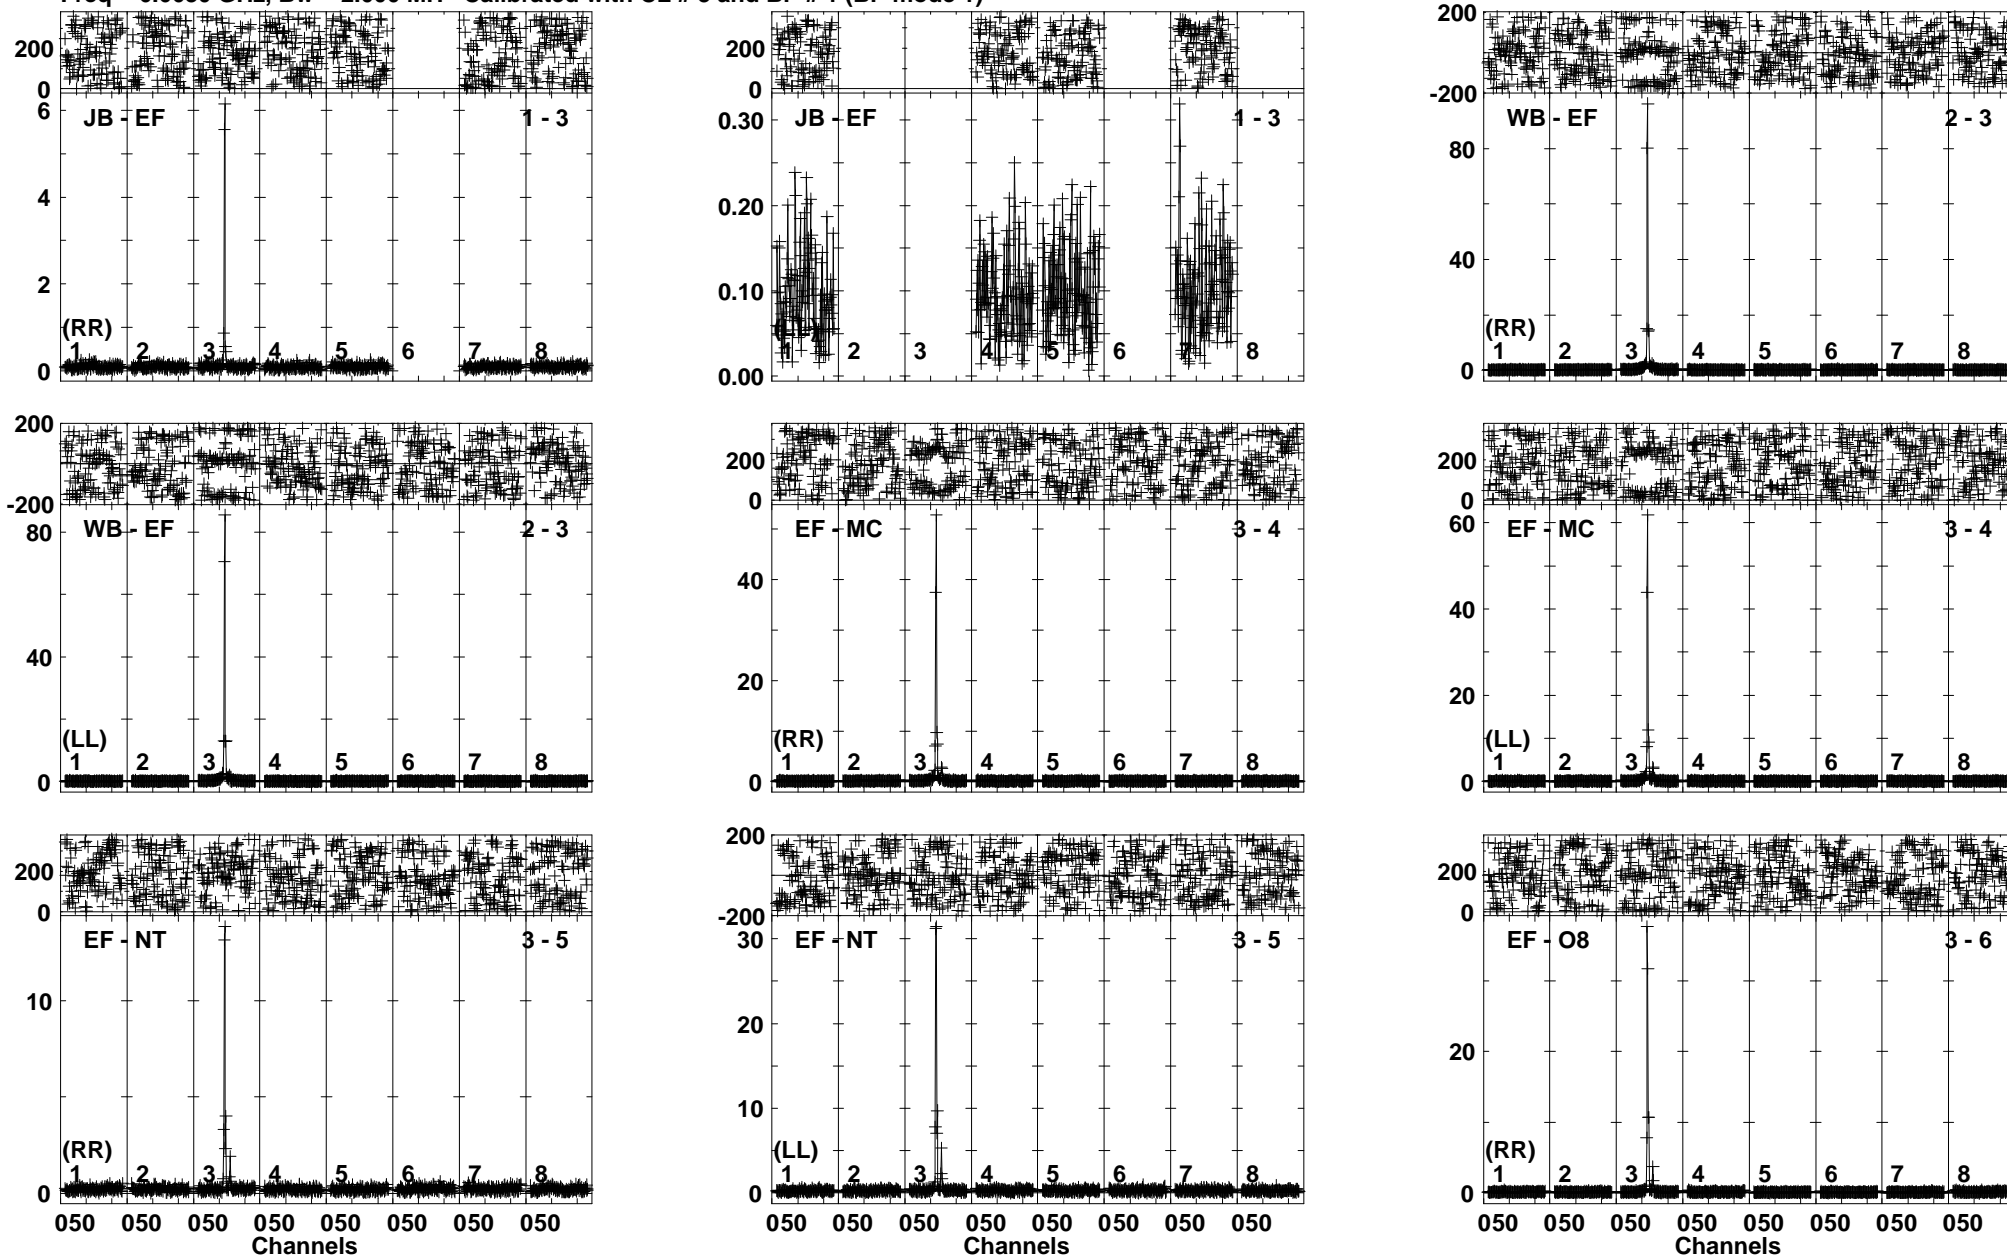 200 200 200
0 0 -200
6 JB - EF 1 - 3 0.30 JB - EF 1 - 3 80 WB - EF 2 - 3
4 0.20 40
2 0.10
(RR) (RR)
1 2 3 4 5 6 7 8 1 2 3 4 5 6 7 8 1 2 3 4 5 6 7 8
0 0.00 0
200 200 200
-200 0 0
80 WB - EF 2 - 3 EF - MC 3 - 4 60 EF - MC 3 - 4
40 40 40
20 20
(LL) (RR) (LL)
1 2 3 4 5 6 7 8 1 2 3 4 5 6 7 8 1 2 3 4 5 6 7 8
0 0 0
200 200 200
0 -200 0
EF - NT 3 - 5 30 EF - NT 3 - 5 EF - O8 3 - 6
10 20 20
10
(RR) (LL) (RR)
1 2 3 4 5 6 7 8 1 2 3 4 5 6 7 8 1 2 3 4 5 6 7 8
0 0 0
050 050 050 050 050 050 050 050 050 050 050 050 050 050 050 050 050 050 050 050 050 050 050 050
Channels Channels Channels